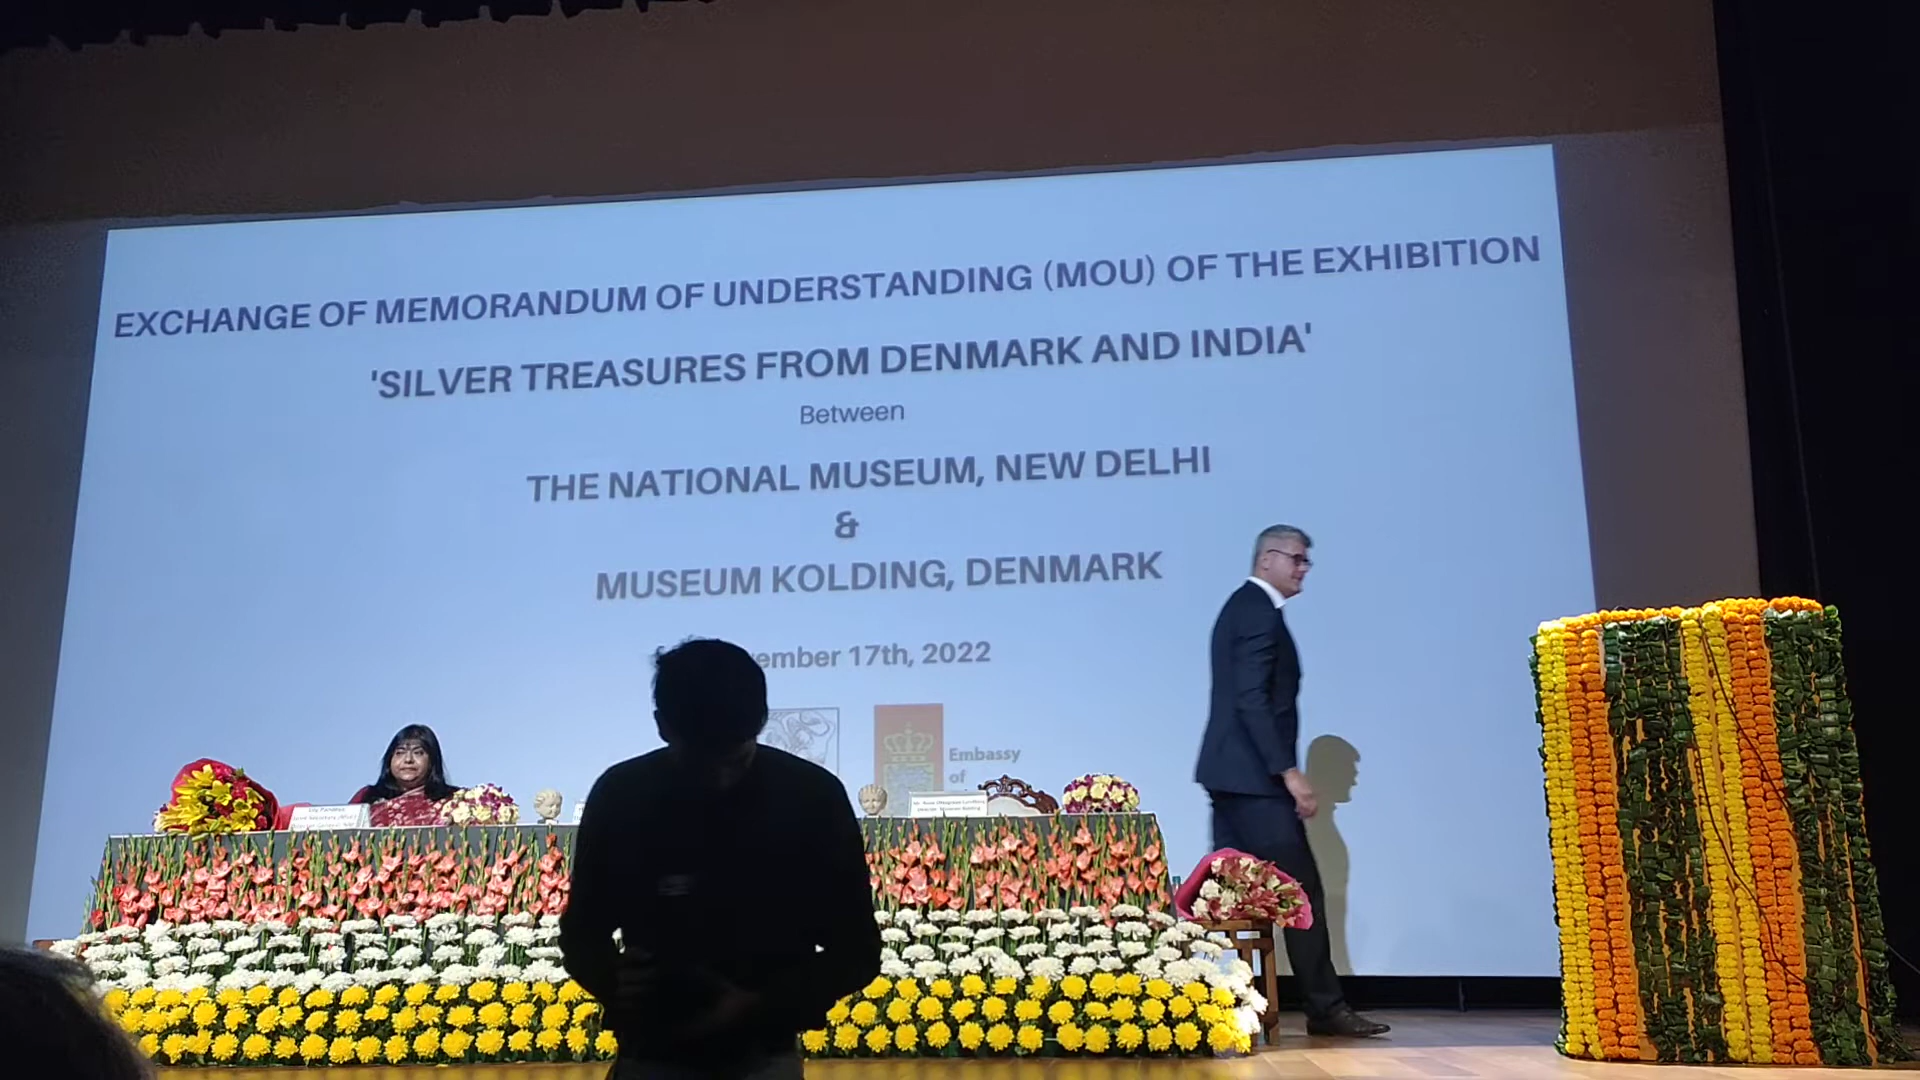 EXCHANGE OF MEMORANDUM OF UNDERSTANDING (MOU) OF THE EXHIBITION
'SILVER TREASURES FROM DENMARK AND INDIA'
Between
THE NATIONAL MUSEUM, NEW DELHI
&
MUSEUM KOLDING, DENMARK
17th, 2022
Embassy
of